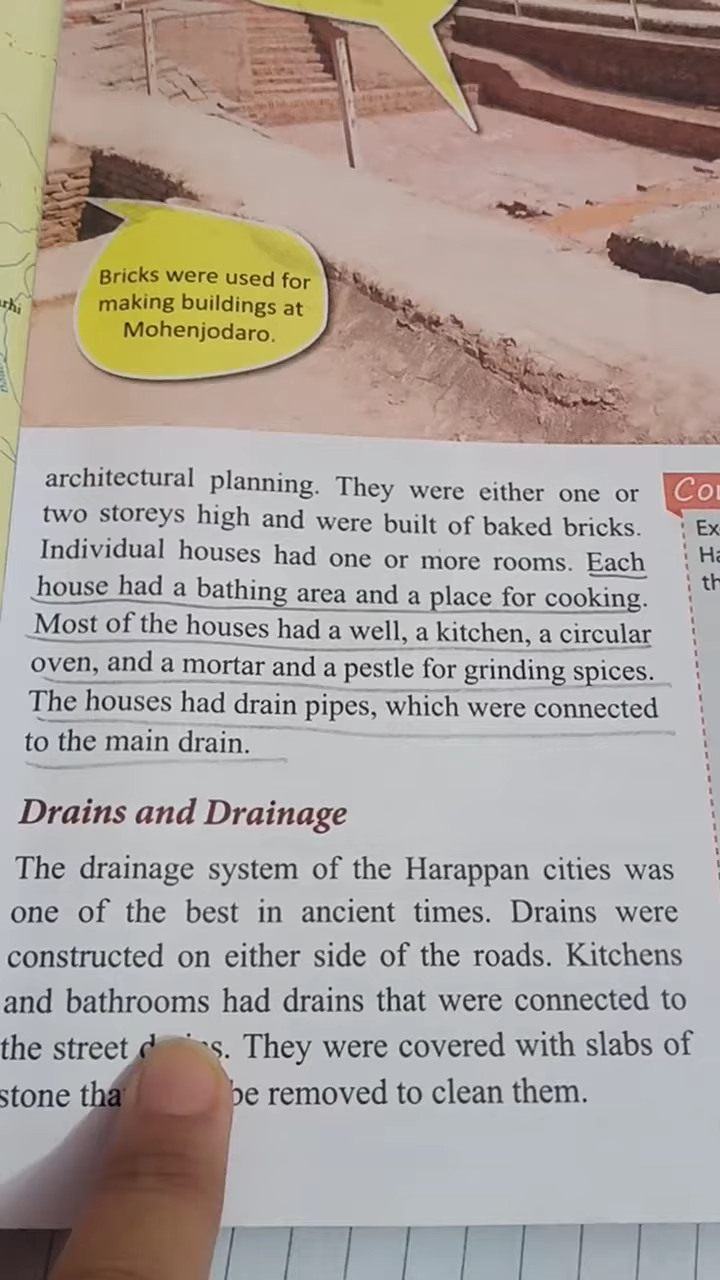 Bricks were used for
making buildings at
Mohenjodaro.
architectural planning. They were either one or
two storeys high and were built of baked bricks.
Individual houses had one or more rooms. Each
house had a bathing area and a place for cooking.
Most of the houses had a well, a kitchen, a circular
oven, and a mortar and a pestle for grinding spices.
The houses had drain pipes, which were connected
to the main drain.
Drains and Drainage
The drainage system of the Harappan cities was
one of the best in ancient times. Drains were
constructed on either side of the roads. Kitchens
and bathrooms had drains that were connected to
the street. They were covered with slabs of
stone be removed to clean them.